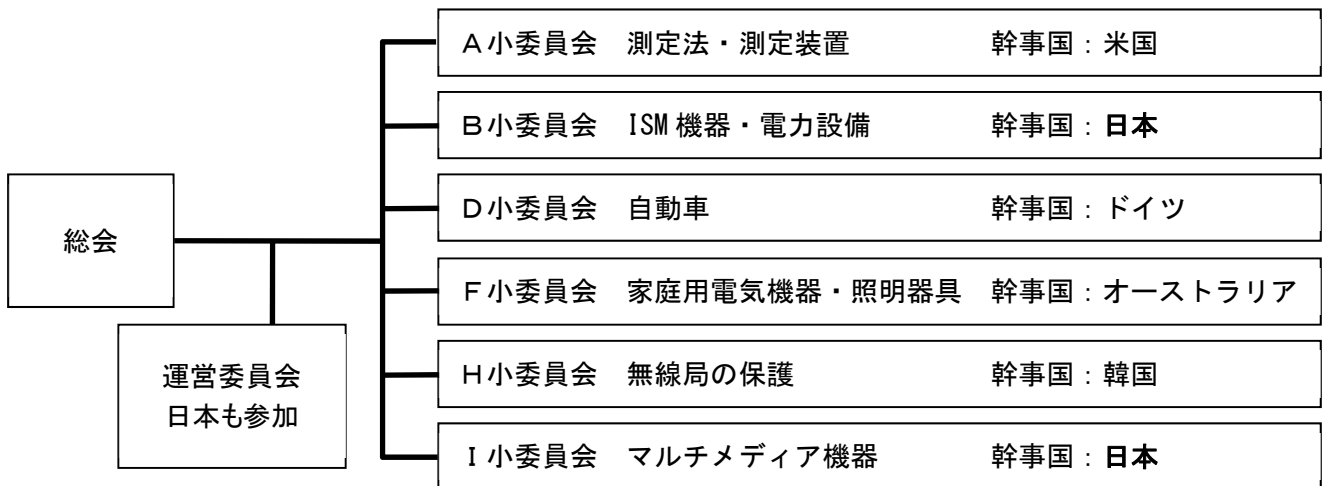 A小委員会 測定法・測定装置 幹事国：米国
B小委員会 ISM機器・電力設備 幹事国：日本
D小委員会 自動車 幹事国：ドイツ
総会
F小委員会 家庭用電気機器・照明器具 幹事国：オーストラリア
運営委員会
日本も参加
H小委員会 無線局の保護 幹事国：韓国
I小委員会 マルチメディア機器 幹事国：日本